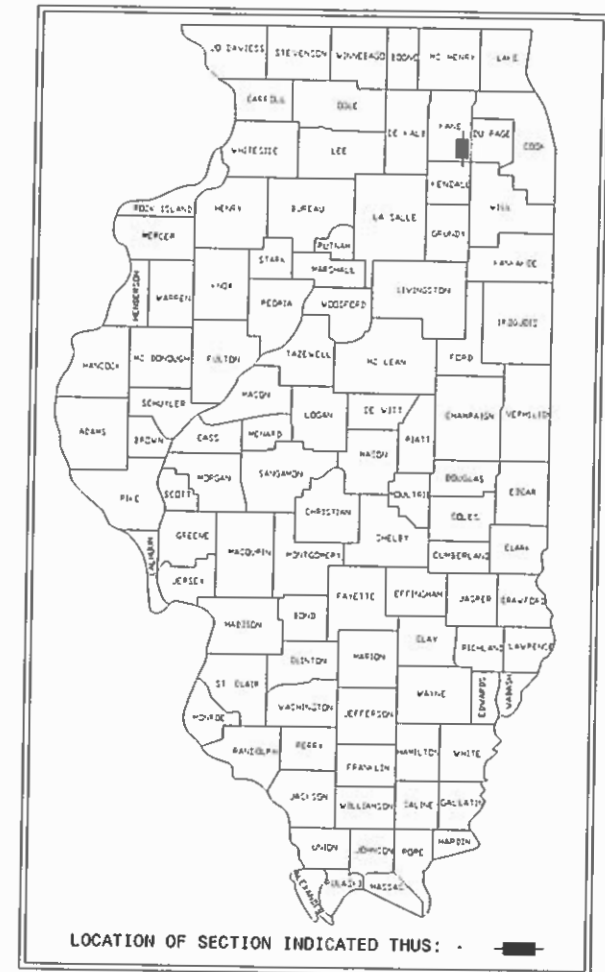 JO DAVIESS STEVENSON WINNEBAGO BOONE MC HENRY LAKE
CARROLL OGLE DE KALB KANE DU PAGE COOK
WHITESIDE LEE
KENDALL WILL
ROCK ISLAND HENRY BUREAU LA SALLE GRUNDY
MERCER PUTNAM KANKAKEE
HENDERSON WARREN KNOX STARK MARSHALL LIVINGSTON IROQUOIS
PEORIA WOODFORD
HANCOCK MC DONOUGH FULTON TAZEWELL MC LEAN FORD
SCHUYLER MASON LOGAN DE WITT CHAMPAIGN VERMILION
ADAMS BROWN CASS MENARD MACON PIATT
PIKE SCOTT MORGAN SANGAMON MOULTRIE DOUGLAS EDGAR
CHRISTIAN COLES
CALHOUN GREENE MACOUPIN MONTGOMERY SHELBY CUMBERLAND CLARK
JERSEY FAYETTE EFFINGHAM JASPER CRAWFORD
MADISON BOND
CLAY RICHLAND LAWRENCE
CLINTON MARION
ST CLAIR WAYNE EDWARDS WABASH
MONROE WASHINGTON JEFFERSON
RANDOLPH PERRY HAMILTON WHITE
FRANKLIN
JACKSON WILLIAMSON SALINE GALLATIN
UNION JOHNSON POPE HARDIN
ALEXANDER PULASKI MASSAC
LOCATION OF SECTION INDICATED THUS: -